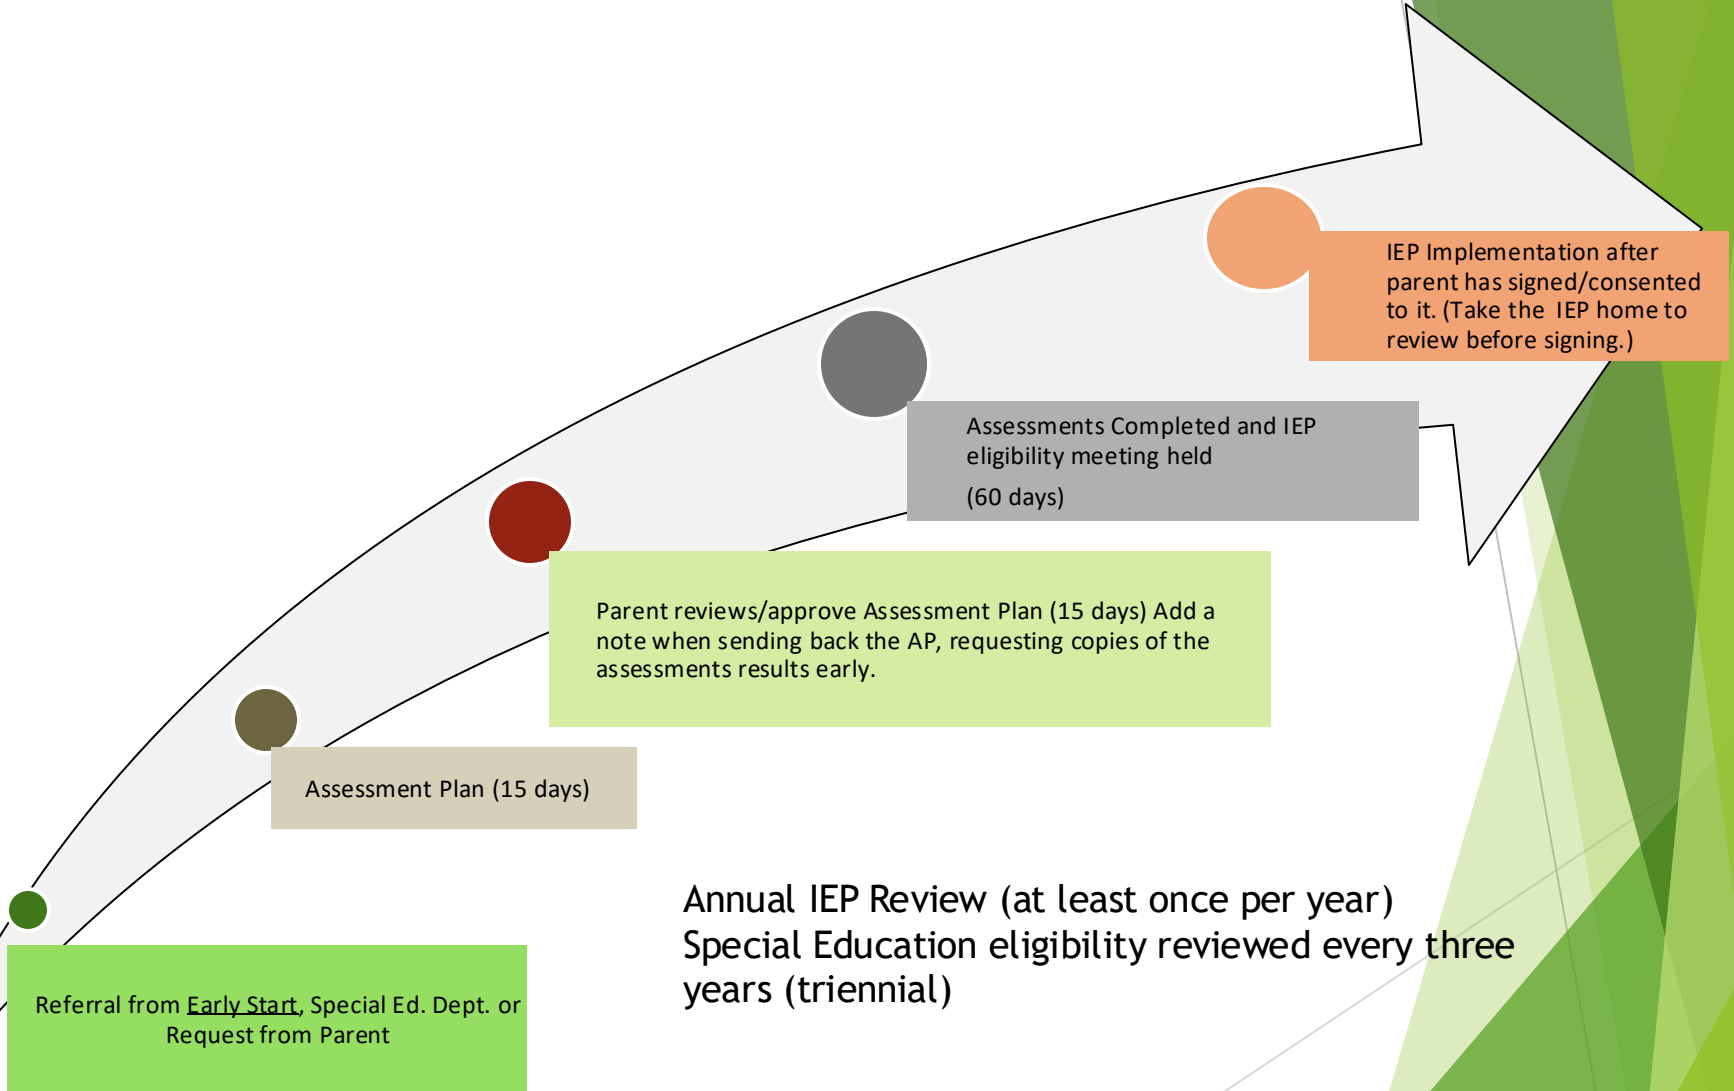 IEP Implementation after
parent has signed/consented
to it. (Take the IEP home to
review before signing.)
Assessments Completed and IEP
eligibility meeting held
(60 days)
Parent reviews/approve Assessment Plan (15 days) Add a
note when sending back the AP, requesting copies of the
assessments results early.
Assessment Plan (15 days)
Referral from Early Start, Special Ed. Dept. or
Request from Parent
Annual IEP Review (at least once per year)
Special Education eligibility reviewed every three
years (triennial)